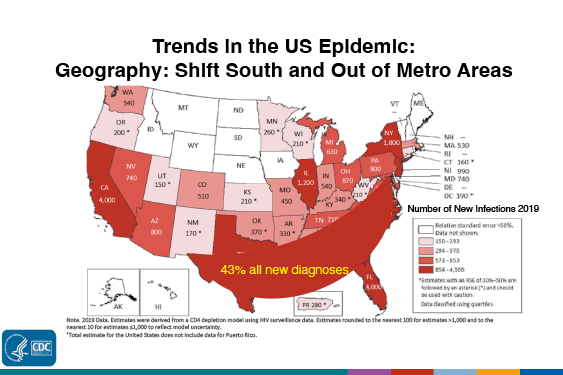 Trends in the US Epidemic:
Geography: Shift South and Out of Metro Areas
WA
540
MT
ND
MN
260 *
VT
ME
OR
200 *
ID
WY
SD
WI
210 *
MI
630
NY
1,800
NH --
MA 530
RI --
CT 160 *
NJ 990
MD 740
DE --
DC 190 *
NV
740
UT
150 *
CO
510
NE
IA
IL
1,200
IN
540
OH
870
PA
800
WV
210 *
CA
4,000
KS
210 *
MO
450
KY
340 *
AZ
800
NM
170 *
OK
370 *
AR
330 *
TN 710
43% all new diagnoses
FL
4,000
AK
HI
PR 280 *
Number of New Infections 2019
Relative standard error >50%.
Data not shown.
150 -293
294 -570
571 -853
854 -4,500
*Estimates with an RSE of 30%-50% are
followed by an asterisk (*) and should
be used with caution.
Data classified using quartiles
Note. 2019 Data. Estimates were derived from a CD4 depletion model using HIV surveillance data. Estimates rounded to the nearest 100 for estimates >1,000 and to the
nearest 10 for estimates ≤1,000 to reflect model uncertainty.
†Total estimate for the United States does not include data for Puerto Rico.
CDC